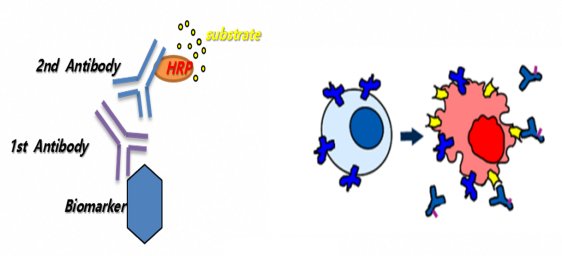 substrate
2nd Antibody
HRP
1st Antibody
Biomarker